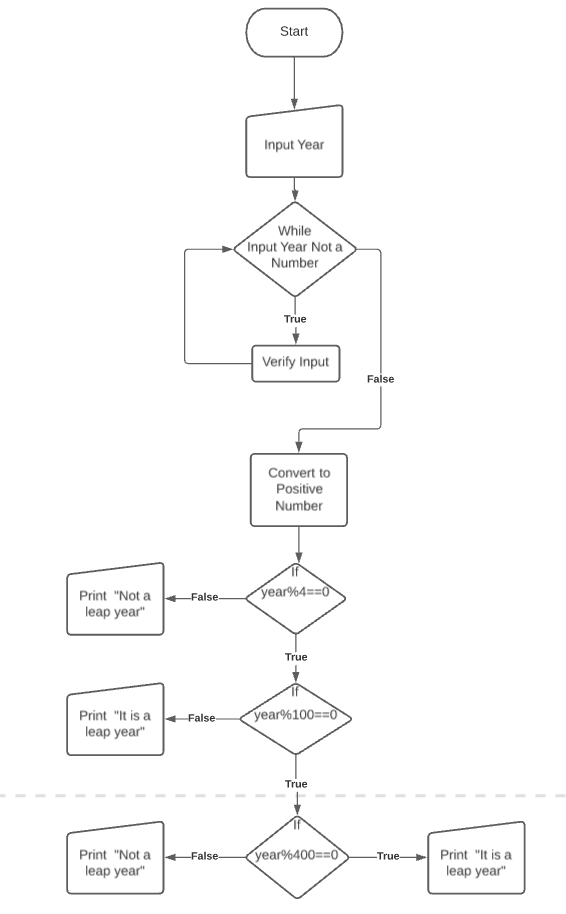 Start
Input Year
While
Input Year Not a
Number
True
Verify Input
False
Convert to
Positive
Number
If
year%4==0
False
Print "Not a
leap year"
True
If
year%100==0
False
Print "It is a
leap year"
True
If
year%400==0
False
Print "Not a
leap year"
True
Print "It is a
leap year"